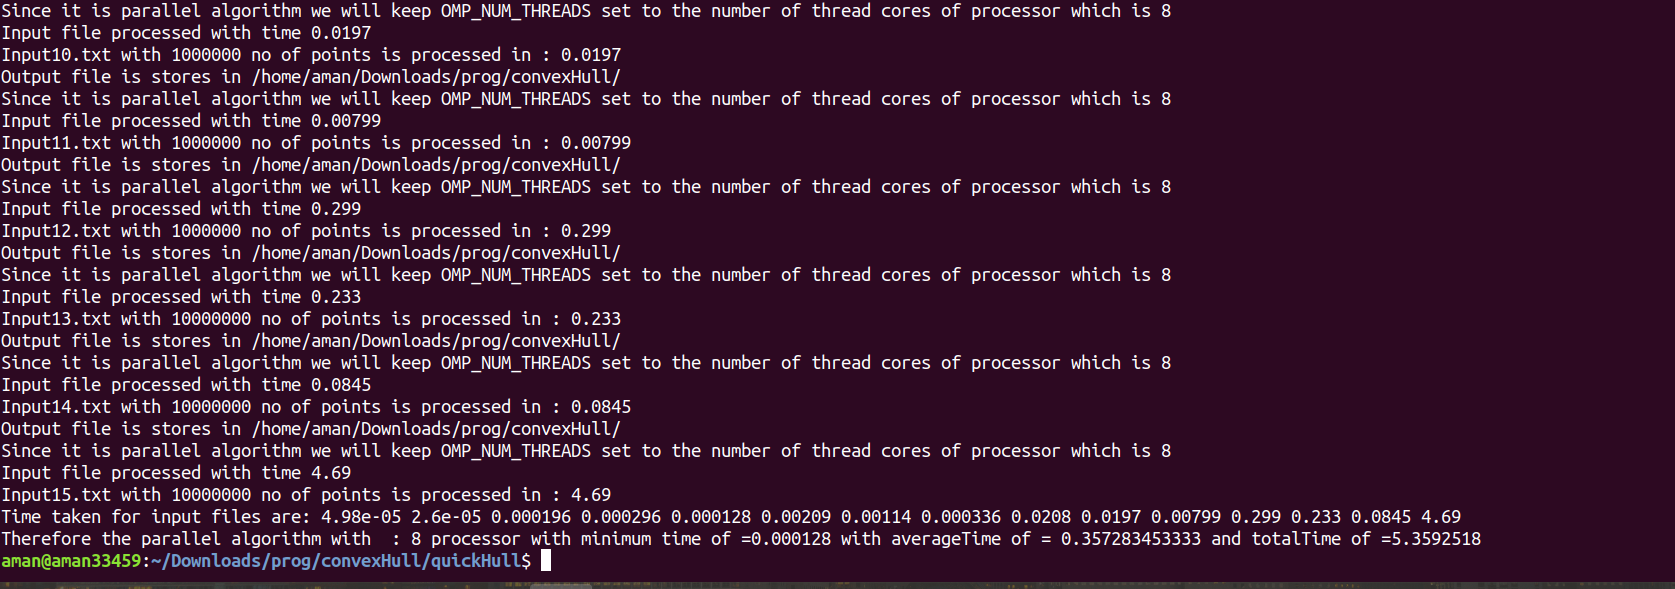 Since it is parallel algorithm we will keep OMP_NUM_THREADS set to the number of thread cores of processor which is 8
Input file processed with time 0.0197
Input10.txt with 1000000 no of points is processed in : 0.0197
Output file is stores in /home/aman/Downloads/prog/convexHull/
Since it is parallel algorithm we will keep OMP_NUM_THREADS set to the number of thread cores of processor which is 8
Input file processed with time 0.00799
Input11.txt with 1000000 no of points is processed in : 0.00799
Output file is stores in /home/aman/Downloads/prog/convexHull/
Since it is parallel algorithm we will keep OMP_NUM_THREADS set to the number of thread cores of processor which is 8
Input file processed with time 0.299
Input12.txt with 1000000 no of points is processed in : 0.299
Output file is stores in /home/aman/Downloads/prog/convexHull/
Since it is parallel algorithm we will keep OMP_NUM_THREADS set to the number of thread cores of processor which is 8
Input file processed with time 0.233
Input13.txt with 10000000 no of points is processed in : 0.233
Output file is stores in /home/aman/Downloads/prog/convexHull/
Since it is parallel algorithm we will keep OMP_NUM_THREADS set to the number of thread cores of processor which is 8
Input file processed with time 0.0845
Input14.txt with 10000000 no of points is processed in : 0.0845
Output file is stores in /home/aman/Downloads/prog/convexHull/
Since it is parallel algorithm we will keep OMP_NUM_THREADS set to the number of thread cores of processor which is 8
Input file processed with time 4.69
Input15.txt with 10000000 no of points is processed in : 4.69
Time taken for input files are: 4.98e-05 2.6e-05 0.000196 0.000296 0.000128 0.00209 0.00114 0.000336 0.0208 0.0197 0.00799 0.299 0.233 0.0845 4.69
Therefore the parallel algorithm with  : 8 processor with minimum time of =0.000128 with averageTime of = 0.357283453333 and totalTime of =5.3592518
aman@aman33459:~/Downloads/prog/convexHull/quickHull$